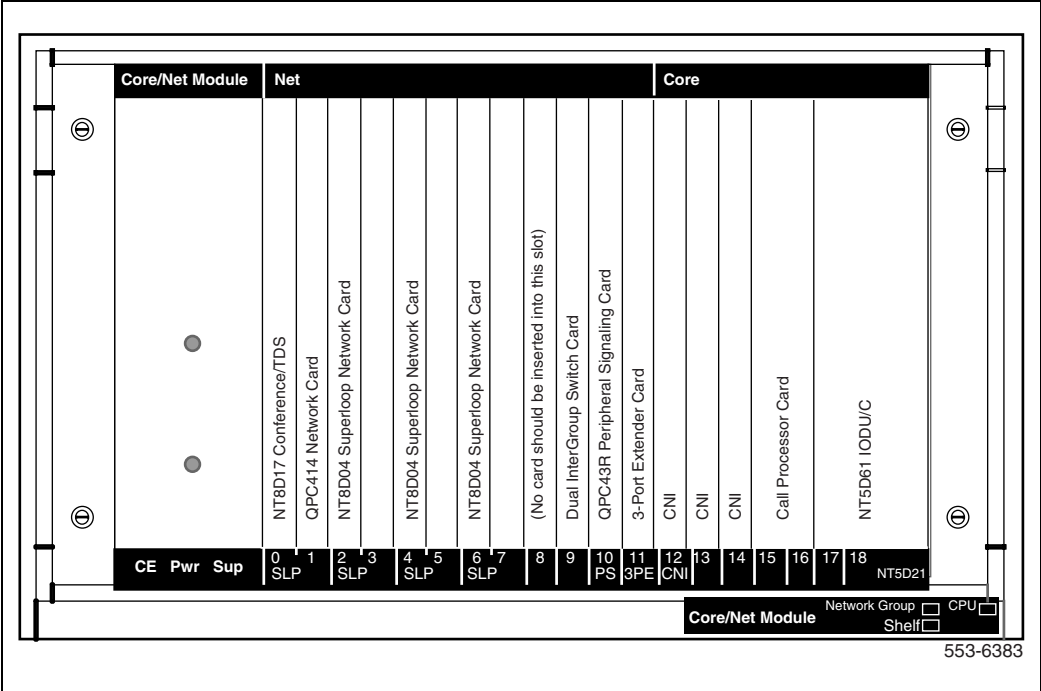 Core/Net Module Net Core
NT8D17 Conference/TDS
QPC414 Network Card
NT8D04 Superloop Network Card
NT8D04 Superloop Network Card
NT8D04 Superloop Network Card
(No card should be inserted into this slot)
Dual InterGroup Switch Card
QPC43R Peripheral Signaling Card
3-Port Extender Card
CNI
CNI
CNI
Call Processor Card
NT5D61 IODU/C
CE Pwr Sup
0 1 2 3 4 5 6 7 8 9 10 11 12 13 14 15 16 17 18
SLP SLP SLP SLP PS 3PE CNI NT5D21
Core/Net Module Network Group CPU
Shelf
553-6383